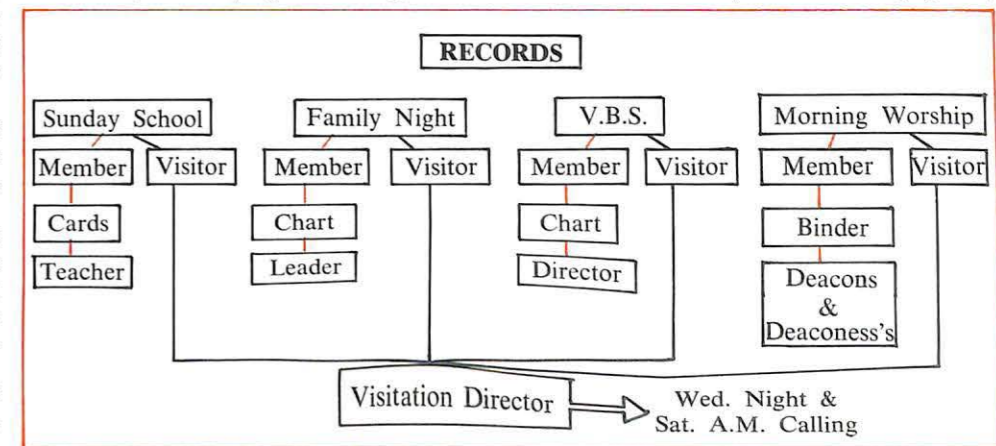 RECORDS
Sunday School
Family Night
V.B.S.
Morning Worship
Member
Visitor
Member
Visitor
Member
Visitor
Member
Visitor
Cards
Chart
Chart
Binder
Teacher
Leader
Director
Deacons
&
Deaconess's
Visitation Director
Wed. Night &
Sat. A.M. Calling